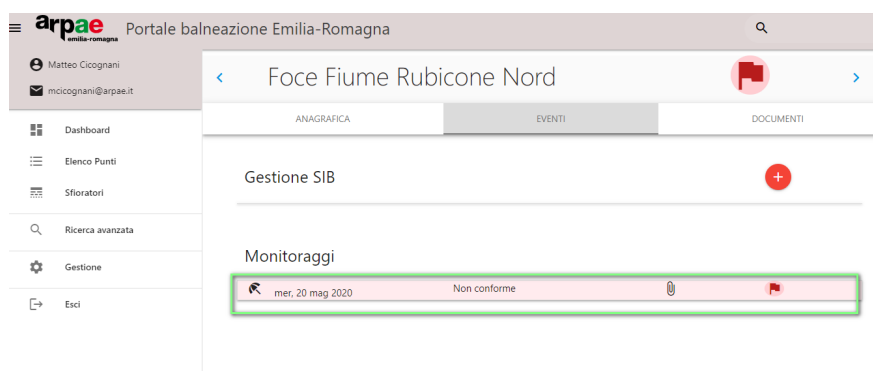 arpae
emilia-romagna
Portale balneazione Emilia-Romagna
Matteo Cicognani
mcicognani@arpae.it
Dashboard
Elenco Punti
Sfioratori
Ricerca avanzata
Gestione
Esci
Foce Fiume Rubicone Nord
ANAGRAFICA EVENTI DOCUMENTI
Gestione SIB
Monitoraggi
mer, 20 mag 2020 Non conforme